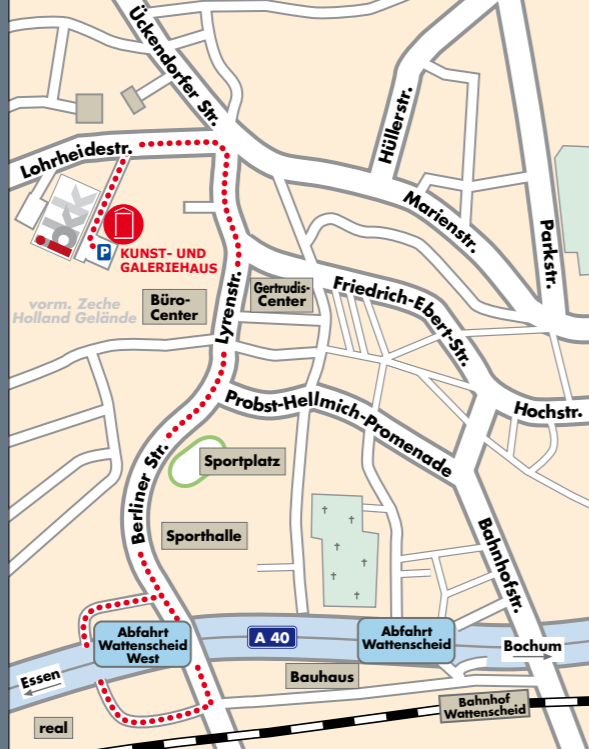 Ückendorfer Str.
Hüllerstr.
Lohrheidestr.
Marienstr.
Parkstr.
P
KUNST- UND
GALERIEHAUS
vorm. Zeche
Holland Gelände
Büro-
Center
Lyrenstr.
Gertrudis-
Center
Friedrich-Ebert-Str.
Probst-Hellmich-Promenade
Hochstr.
Berliner Str.
Sportplatz
Sporthalle
Bahnhofstr.
Abfahrt
Wattenscheid
West
A 40
Abfahrt
Wattenscheid
Bochum
Essen
Bauhaus
Bahnhof
Wattenscheid
real